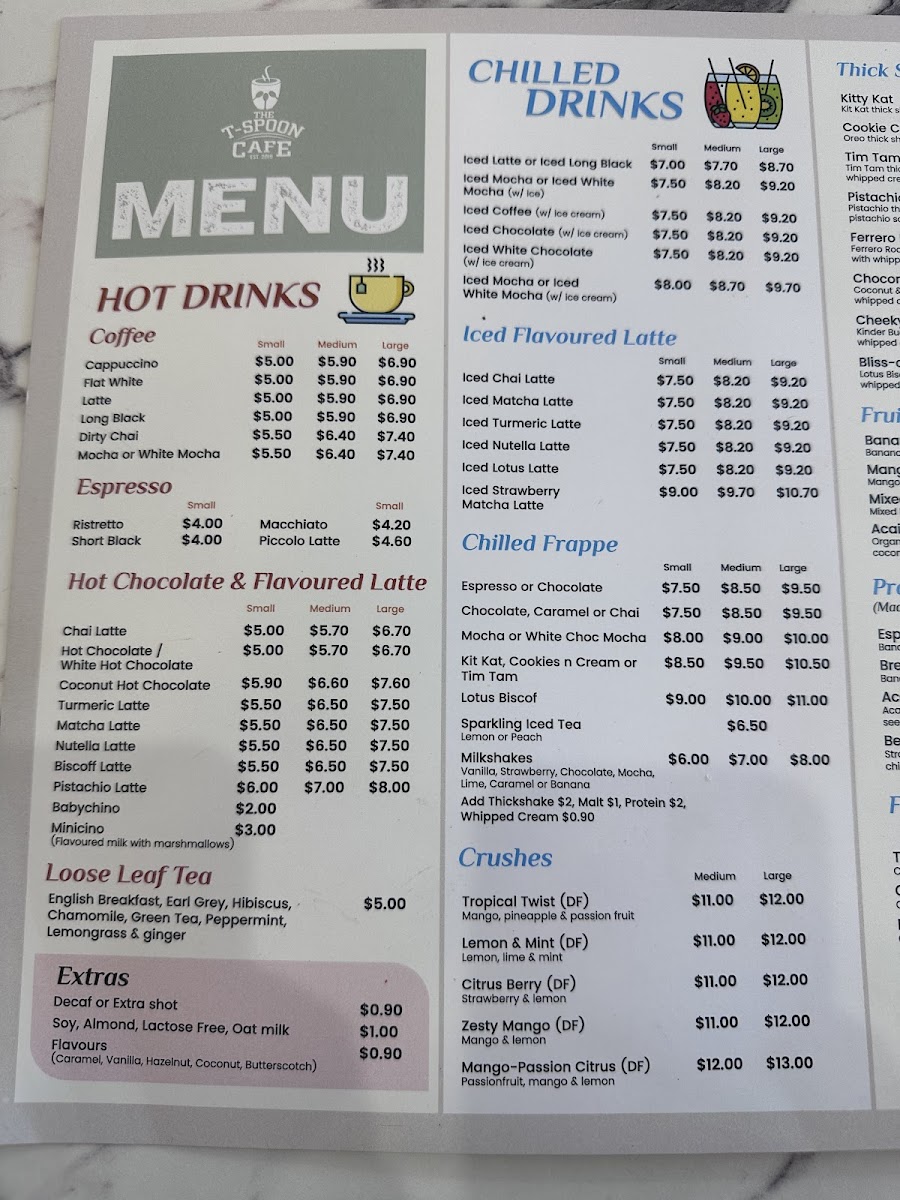 THE
T-SPOON
CAFE
MENU
HOT DRINKS
Coffee
Small Medium Large
Cappuccino $5.00 $5.90 $6.90
Flat White $5.00 $5.90 $6.90
Latte $5.00 $5.90 $6.90
Long Black $5.00 $5.90 $6.90
Dirty Chai $5.50 $6.40 $7.40
Mocha or White Mocha $5.50 $6.40 $7.40
Espresso
Small Small
Ristretto $4.00 Macchiato $4.20
Short Black $4.00 Piccolo Latte $4.60
Hot Chocolate & Flavoured Latte
Small Medium Large
Chai Latte $5.00 $5.70 $6.70
Hot Chocolate / $5.00 $5.70 $6.70
White Hot Chocolate
Coconut Hot Chocolate $5.90 $6.60 $7.60
Turmeric Latte $5.50 $6.50 $7.50
Matcha Latte $5.50 $6.50 $7.50
Nutella Latte $5.50 $6.50 $7.50
Biscoff Latte $5.50 $6.50 $7.50
Pistachio Latte $6.00 $7.00 $8.00
Babychino $2.00
Minicino $3.00
(Flavoured milk with marshmallows)
Loose Leaf Tea
English Breakfast, Earl Grey, Hibiscus, $5.00
Chamomile, Green Tea, Peppermint,
Lemongrass & ginger
Extras
Decaf or Extra shot $0.90
Soy, Almond, Lactose Free, Oat milk $1.00
Flavours $0.90
(Caramel, Vanilla, Hazelnut, Coconut, Butterscotch)
CHILLED
DRINKS
Small Medium Large
Iced Latte or Iced Long Black $7.00 $7.70 $8.70
Iced Mocha or Iced White $7.50 $8.20 $9.20
Mocha (w/ ice)
Iced Coffee (w/ ice cream) $7.50 $8.20 $9.20
Iced Chocolate (w/ ice cream) $7.50 $8.20 $9.20
Iced White Chocolate $7.50 $8.20 $9.20
(w/ ice cream)
Iced Mocha or Iced $8.00 $8.70 $9.70
White Mocha (w/ ice cream)
Iced Flavoured Latte
Small Medium Large
Iced Chai Latte $7.50 $8.20 $9.20
Iced Matcha Latte $7.50 $8.20 $9.20
Iced Turmeric Latte $7.50 $8.20 $9.20
Iced Nutella Latte $7.50 $8.20 $9.20
Iced Lotus Latte $7.50 $8.20 $9.20
Iced Strawberry $9.00 $9.70 $10.70
Matcha Latte
Chilled Frappe
Small Medium Large
Espresso or Chocolate $7.50 $8.50 $9.50
Chocolate, Caramel or Chai $7.50 $8.50 $9.50
Mocha or White Choc Mocha $8.00 $9.00 $10.00
Kit Kat, Cookies n Cream or $8.50 $9.50 $10.50
Tim Tam
Lotus Biscof $9.00 $10.00 $11.00
Sparkling Iced Tea $6.50
Lemon or Peach
Milkshakes $6.00 $7.00 $8.00
Vanilla, Strawberry, Chocolate, Mocha,
Lime, Caramel or Banana
Add Thickshake $2, Malt $1, Protein $2,
Whipped Cream $0.90
Crushes
Medium Large
Tropical Twist (DF) $11.00 $12.00
Mango, pineapple & passion fruit
Lemon & Mint (DF) $11.00 $12.00
Lemon, lime & mint
Citrus Berry (DF) $11.00 $12.00
Strawberry & lemon
Zesty Mango (DF) $11.00 $12.00
Mango & lemon
Mango-Passion Citrus (DF) $12.00 $13.00
Passionfruit, mango & lemon
Thick
Kitty Kat
Kit Kat thick
Cookie
Oreo thick
Tim Tam
Tim Tam
whipped
Pistachio
pistachio
Ferrero
Ferrero
with
Coconut &
whipped
Kinder
whipped
Lotus
whipped
Mango
Mixed